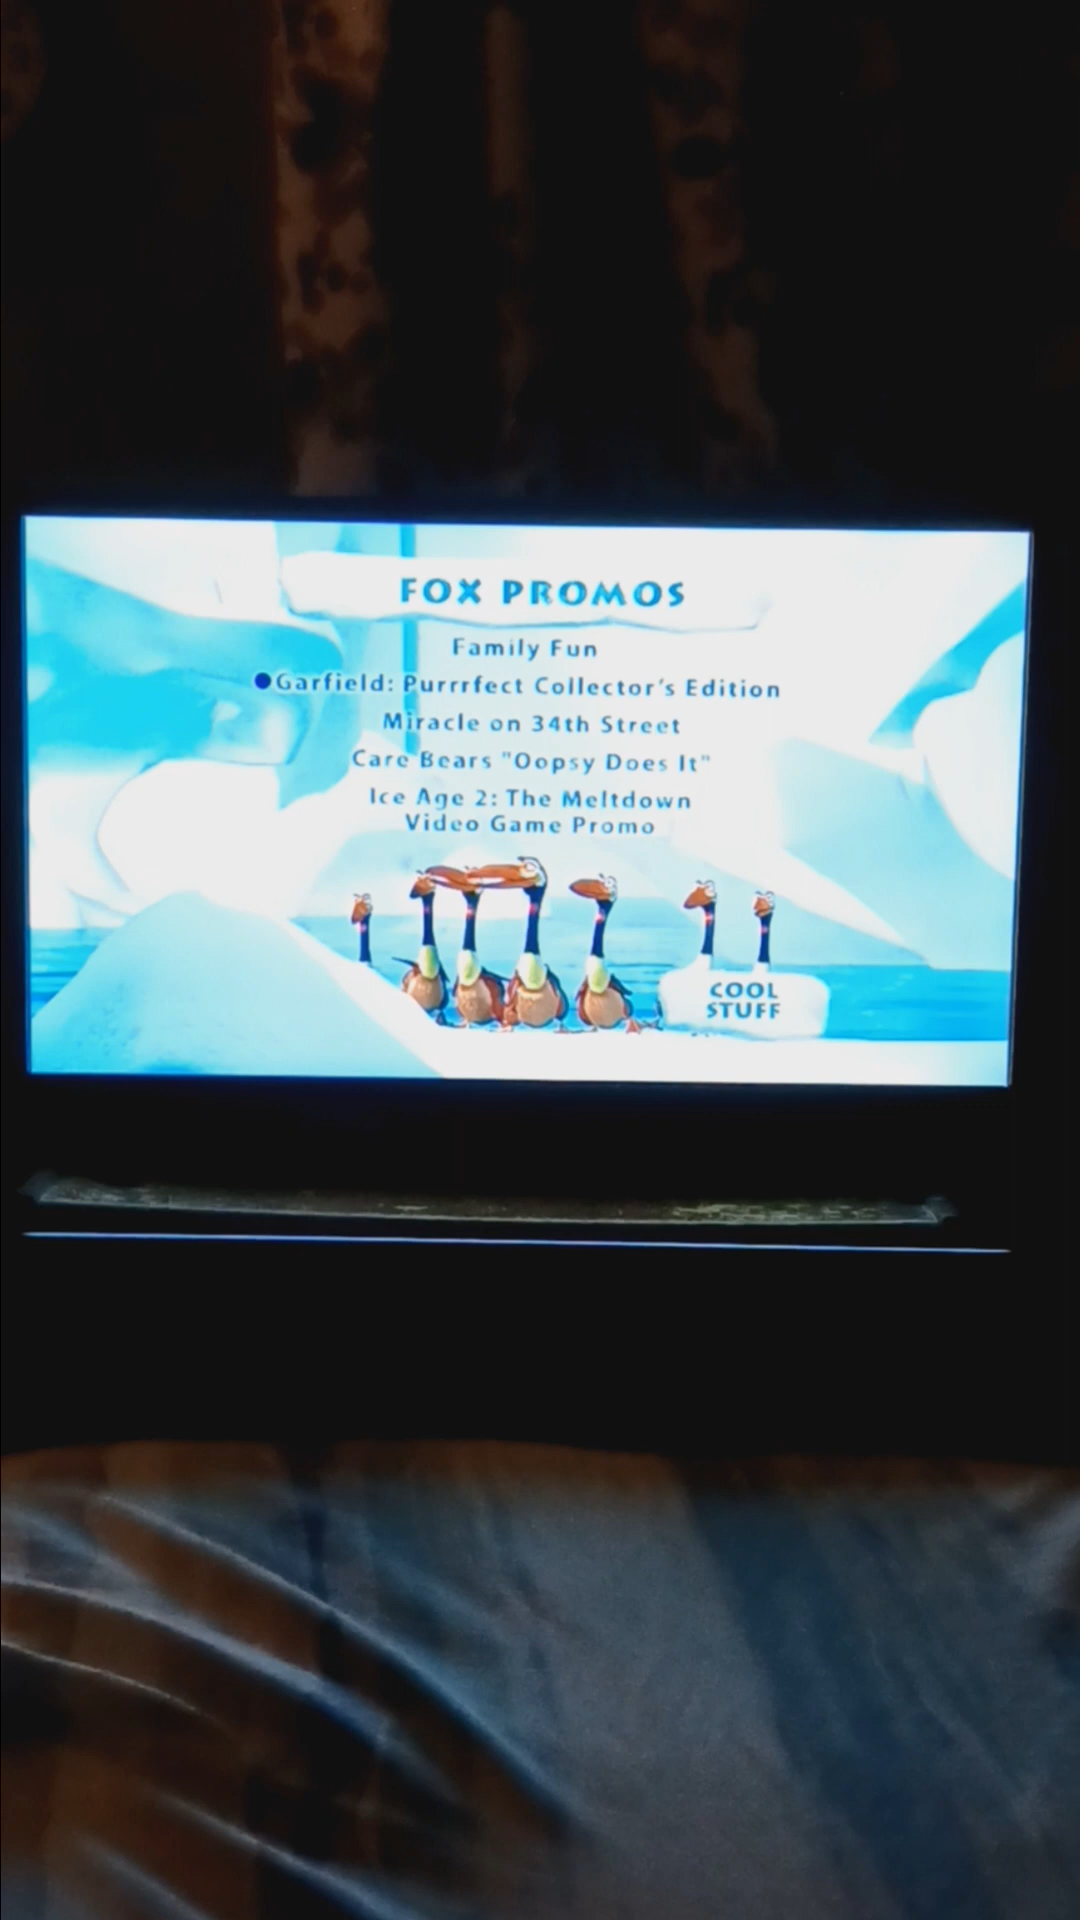 FOX PROMOS
Family Fun
Garfield: Purrrfect Collector's Edition
Miracle on 34th Street
Care Bears "Oopsy Does It"
Ice Age 2: The Meltdown
Video Game Promo
COOL
STUFF